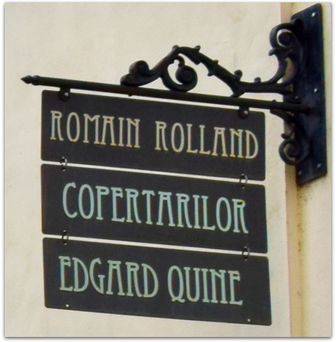 ROMAIN ROLLAND
COPERTARILOR
EDGARD QUINE